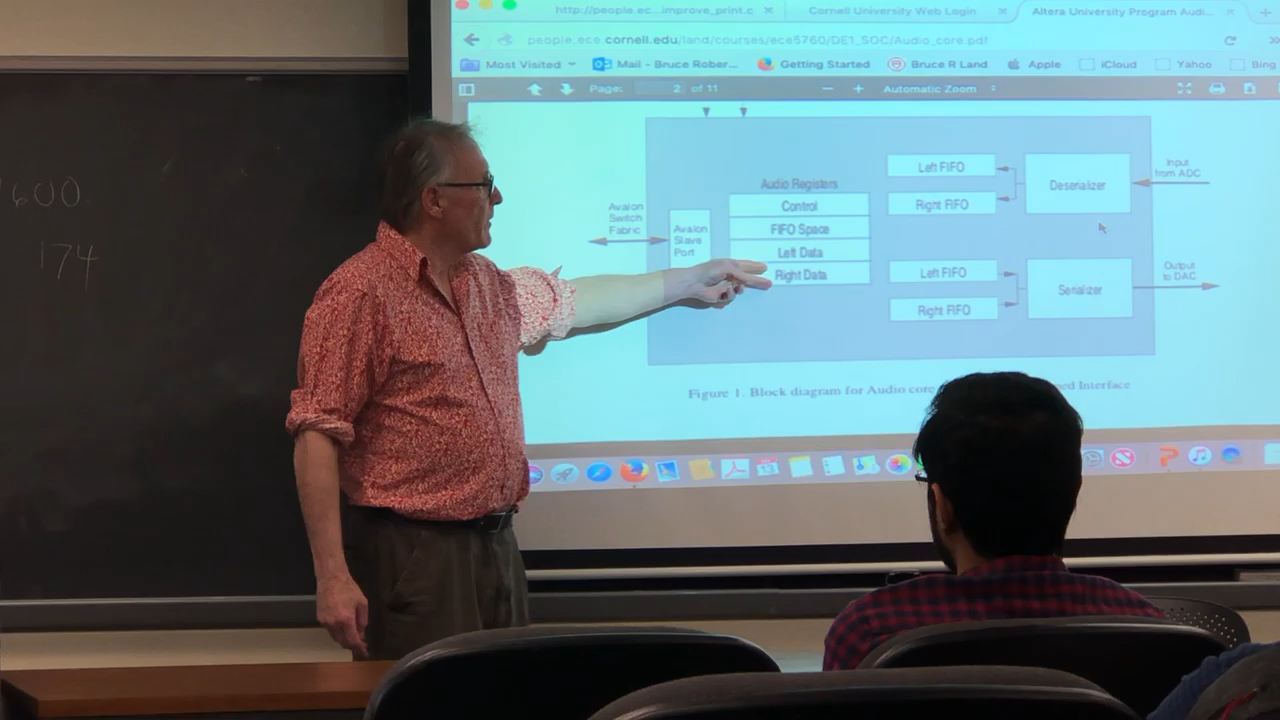 http://people.ec...improve_print.c
Cornell University Web Login
Altera University Program Audi...
people.ece.cornell.edu/land/courses/ece5760/DE1_SOC/Audio_core.pdf
Most Visited
Mail - Bruce Rober...
Getting Started
Bruce R Land
Apple
iCloud
Yahoo
Bing
Page: 2 of 11
Automatic Zoom
600
174
Avalon
Switch
Fabric
Avalon
Slave
Port
Audio Registers
Control
FIFO Space
Left Data
Right Data
Left FIFO
Right FIFO
Deserializer
Input
from ADC
Left FIFO
Right FIFO
Serializer
Output
to DAC
Figure 1. Block diagram for Audio core
ped Interface
13